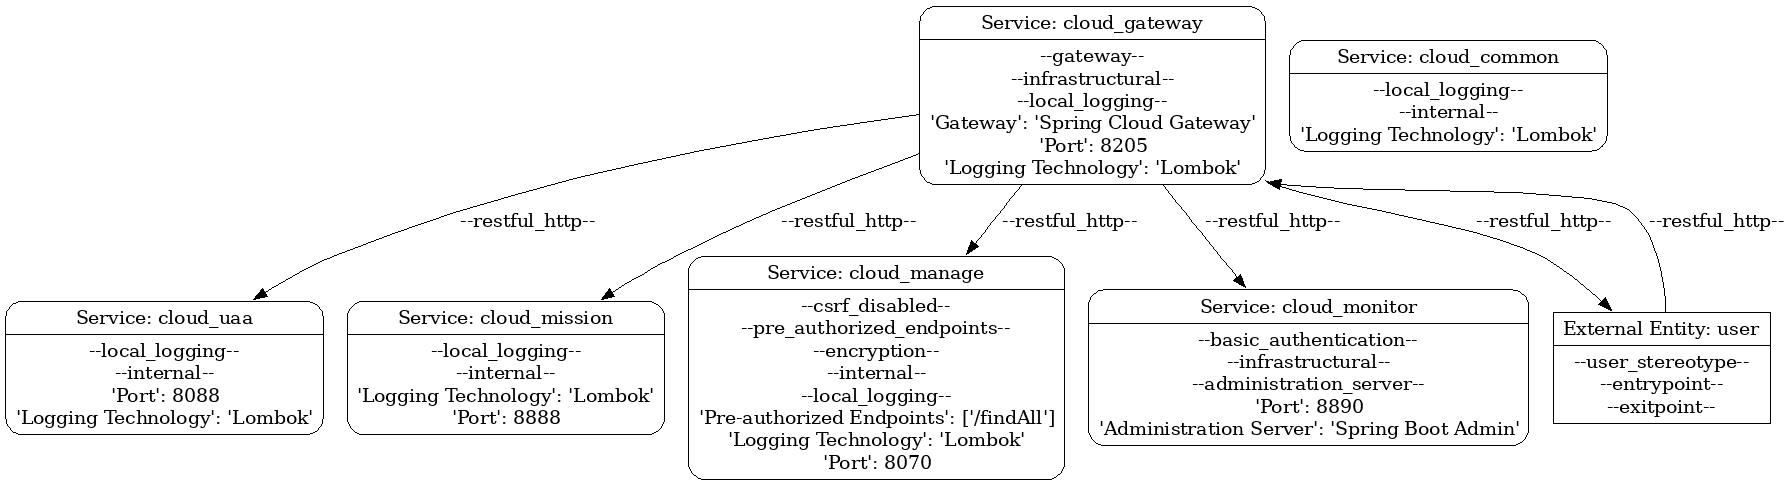 Service: cloud_gateway
--gateway--
--infrastructural--
--local_logging--
'Gateway': 'Spring Cloud Gateway'
'Port': 8205
'Logging Technology': 'Lombok'
Service: cloud_common
--local_logging--
--internal--
'Logging Technology': 'Lombok'
--restful_http--
--restful_http--
--restful_http--
--restful_http--
--restful_http--
--restful_http--
Service: cloud_uaa
--local_logging--
--internal--
'Port': 8088
'Logging Technology': 'Lombok'
Service: cloud_mission
--local_logging--
--internal--
'Logging Technology': 'Lombok'
'Port': 8888
Service: cloud_manage
--csrf_disabled--
--pre_authorized_endpoints--
--encryption--
--internal--
--local_logging--
'Pre-authorized Endpoints': ['/findAll']
'Logging Technology': 'Lombok'
'Port': 8070
Service: cloud_monitor
--basic_authentication--
--infrastructural--
--administration_server--
'Port': 8890
'Administration Server': 'Spring Boot Admin'
External Entity: user
--user_stereotype--
--entrypoint--
--exitpoint--